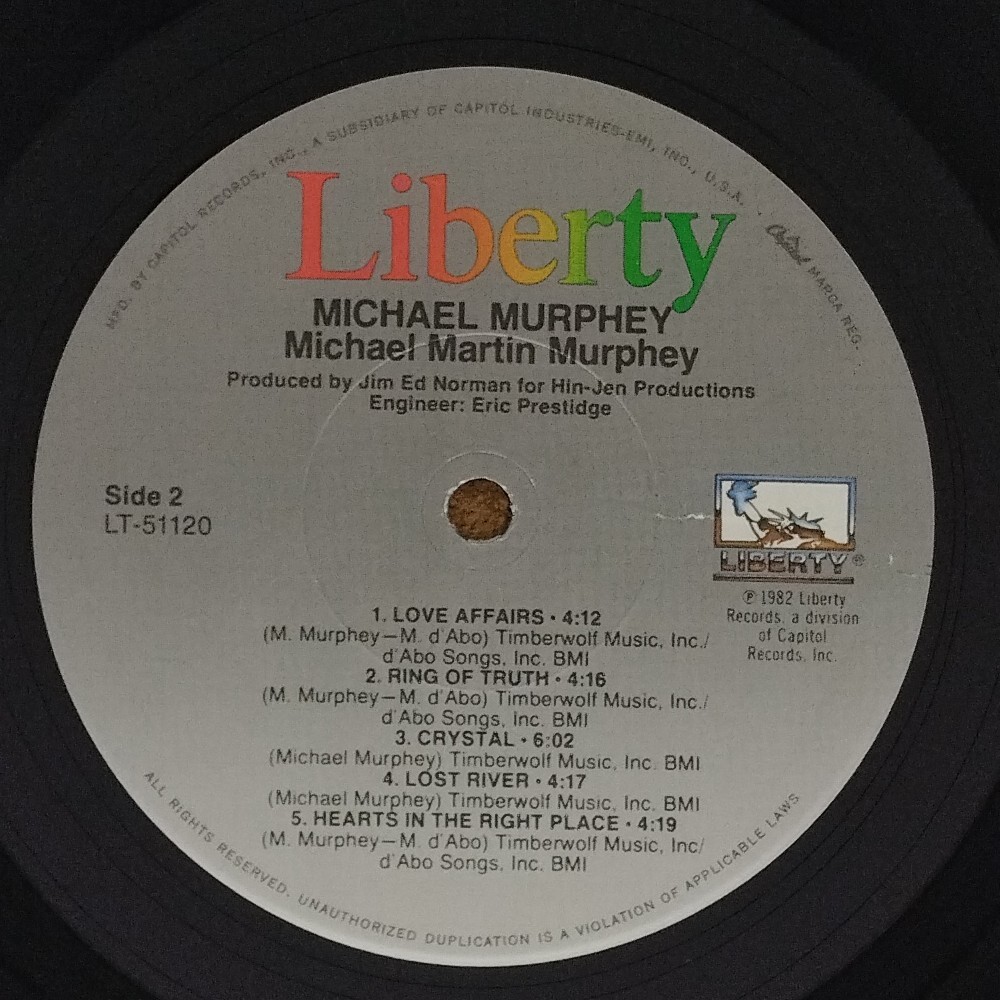 MFD. BY CAPITOL RECORDS, INC., A SUBSIDIARY OF CAPITOL INDUSTRIES-EMI, INC., U.S.A. · Capitol MARCA REG.
Liberty
MICHAEL MURPHEY
Michael Martin Murphey
Produced by Jim Ed Norman for Hin-Jen Productions
Engineer: Eric Prestidge
Side 2
LT-51120
LIBERTY®
℗ 1982 Liberty
Records, a division
of Capitol
Records, Inc.
1. LOVE AFFAIRS • 4:12
(M. Murphey—M. d'Abo) Timberwolf Music, Inc./
d'Abo Songs, Inc. BMI
2. RING OF TRUTH • 4:16
(M. Murphey—M. d'Abo) Timberwolf Music, Inc./
d'Abo Songs, Inc. BMI
3. CRYSTAL • 6:02
(Michael Murphey) Timberwolf Music, Inc. BMI
4. LOST RIVER • 4:17
(Michael Murphey) Timberwolf Music, Inc. BMI
5. HEARTS IN THE RIGHT PLACE • 4:19
(M. Murphey—M. d'Abo) Timberwolf Music, Inc/
d'Abo Songs, Inc. BMI
ALL RIGHTS RESERVED. UNAUTHORIZED DUPLICATION IS A VIOLATION OF APPLICABLE LAWS